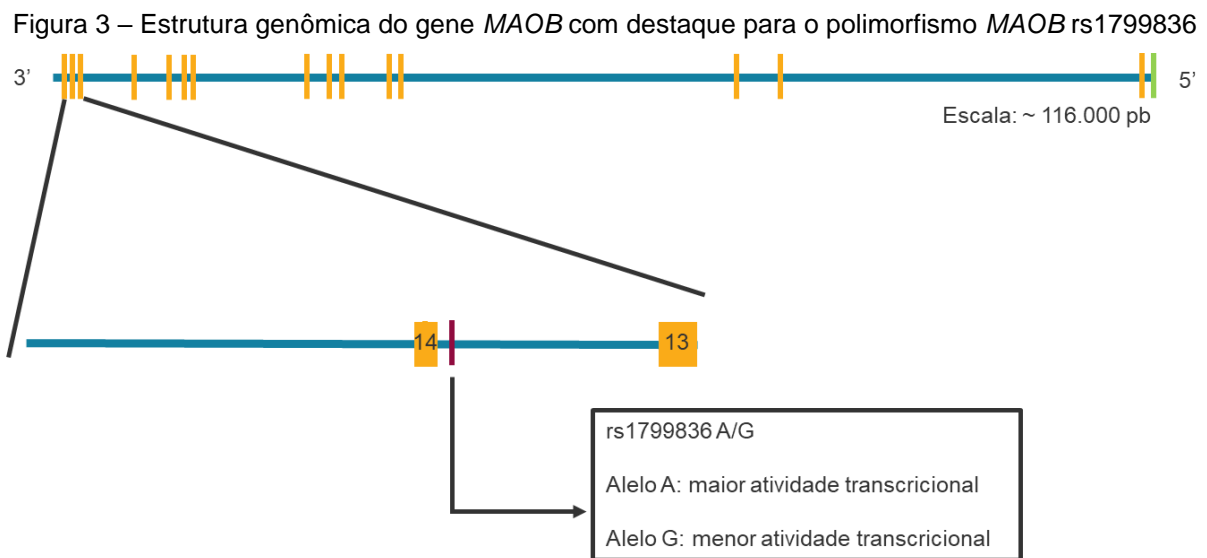 Figura 3 – Estrutura genômica do gene MAOB com destaque para o polimorfismo MAOB rs1799836
3’
5’
Escala: ~ 116.000 pb
14
13
rs1799836 A/G
Alelo A: maior atividade transcricional
Alelo G: menor atividade transcricional